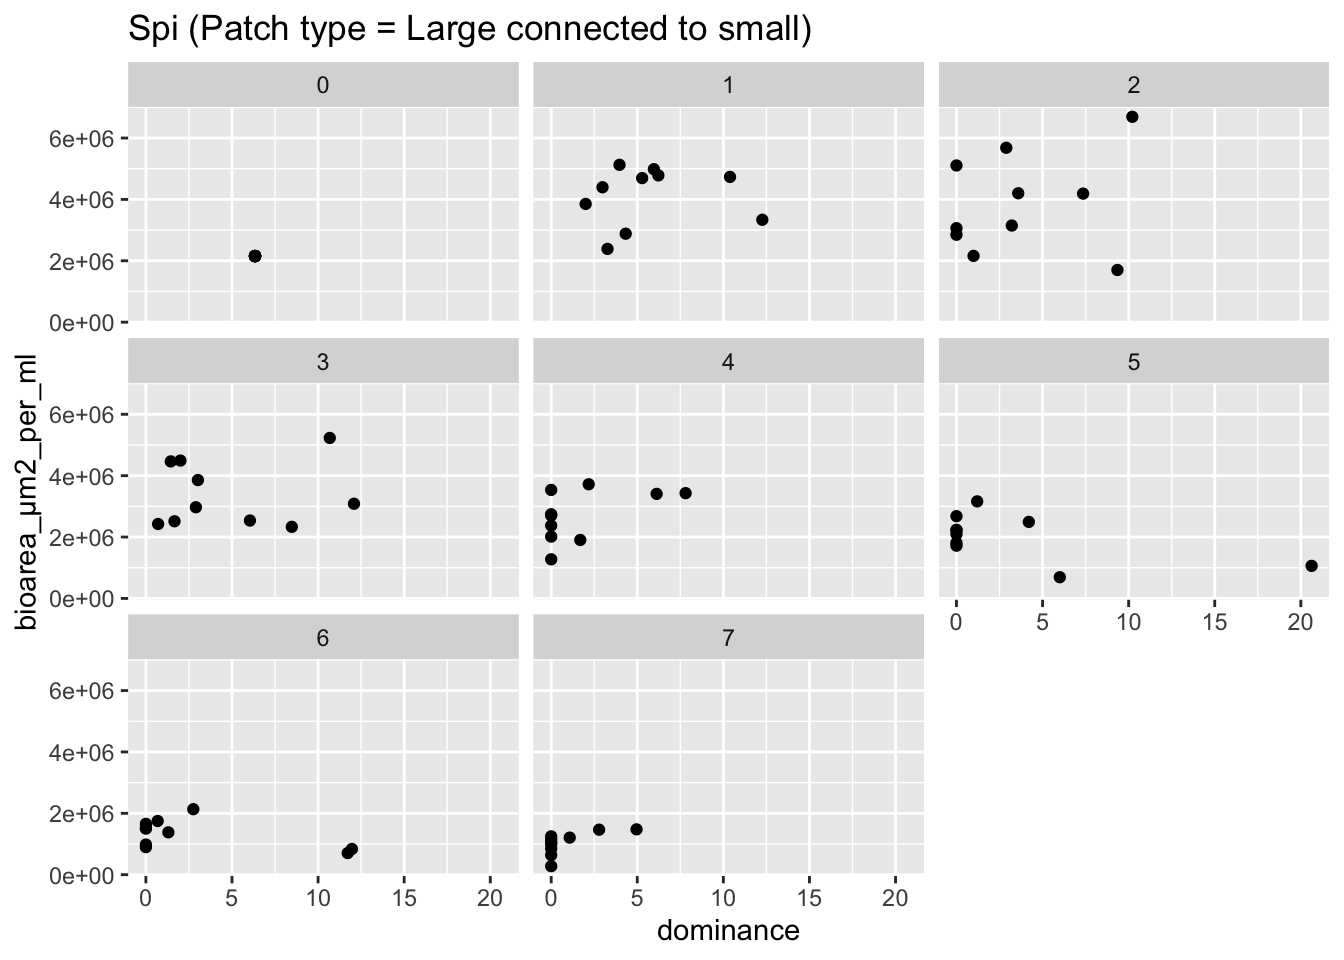 Spi (Patch type = Large connected to small)
0 1 2
6e+06
4e+06
2e+06
0e+00
3 4 5
6e+06
4e+06
2e+06
0e+00
0 5 10 15 20
6 7
6e+06
4e+06
2e+06
0e+00
0 5 10 15 20 0 5 10 15 20
dominance
bioarea_µm2_per_ml